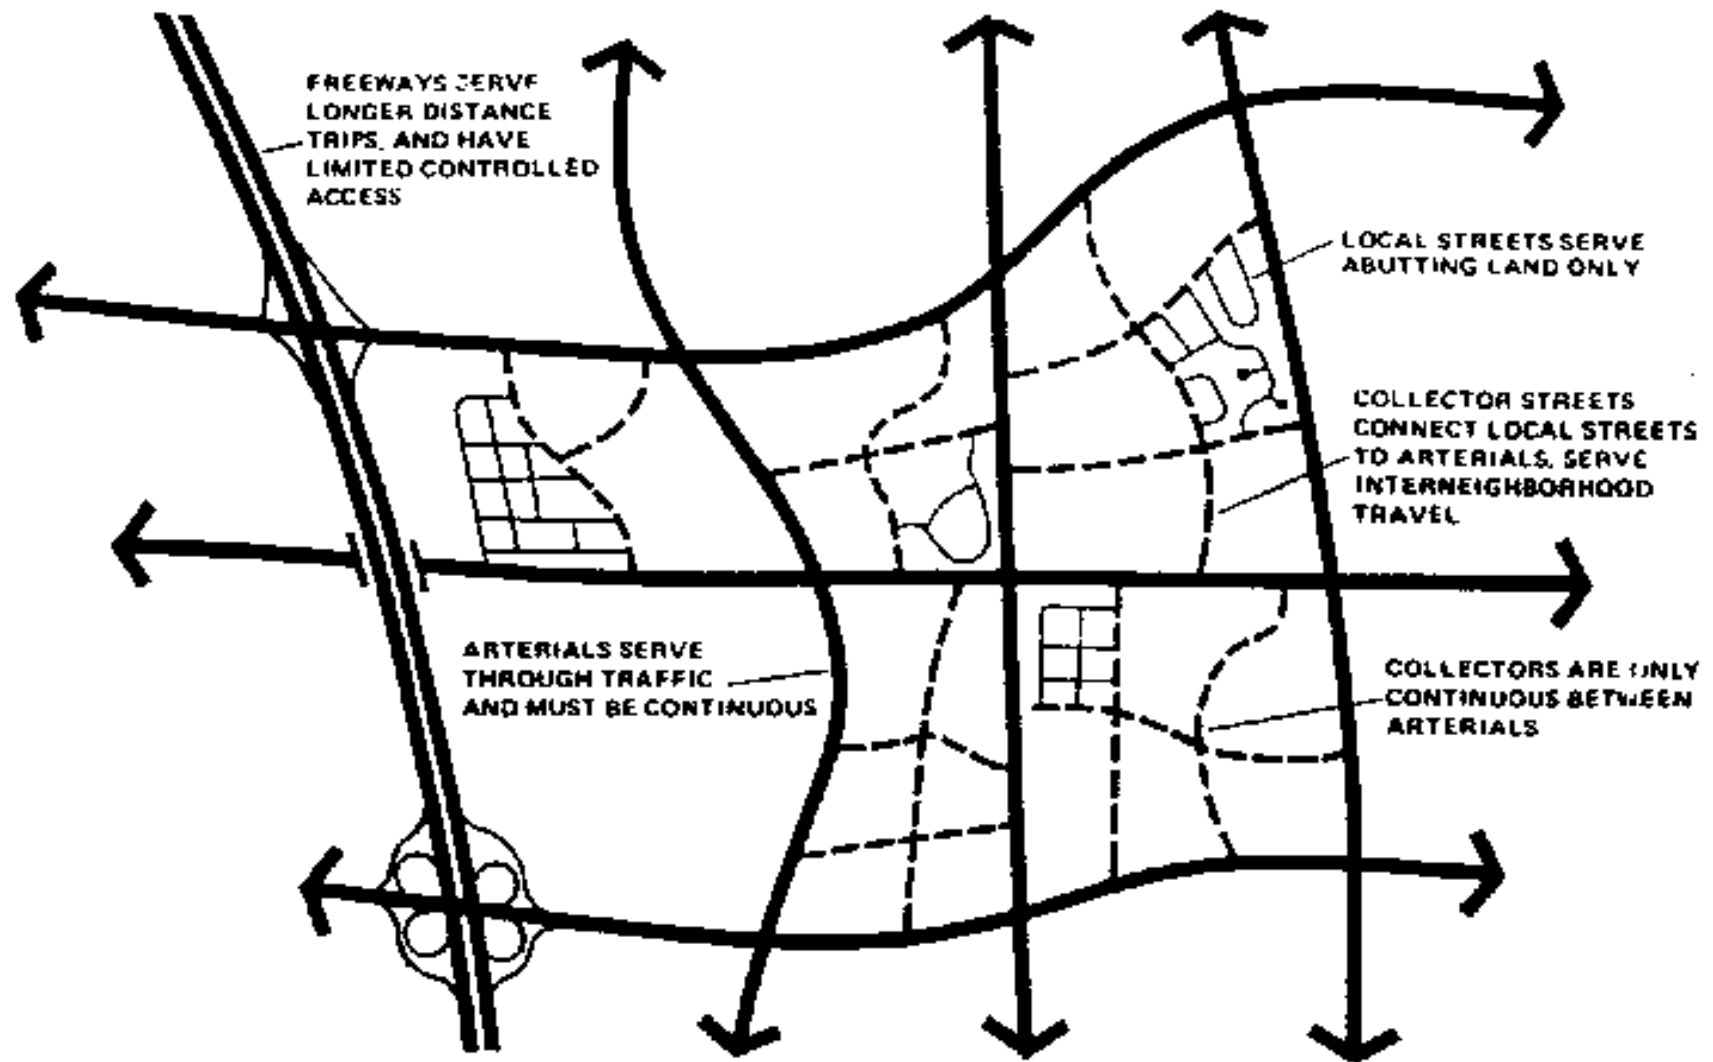 FREEWAYS SERVE
LONGER DISTANCE
TRIPS, AND HAVE
LIMITED CONTROLLED
ACCESS
LOCAL STREETS SERVE
ABUTTING LAND ONLY
COLLECTOR STREETS
CONNECT LOCAL STREETS
TO ARTERIALS, SERVE
INTERNEIGHBORHOOD
TRAVEL
ARTERIALS SERVE
THROUGH TRAFFIC
AND MUST BE CONTINUOUS
COLLECTORS ARE ONLY
CONTINUOUS BETWEEN
ARTERIALS